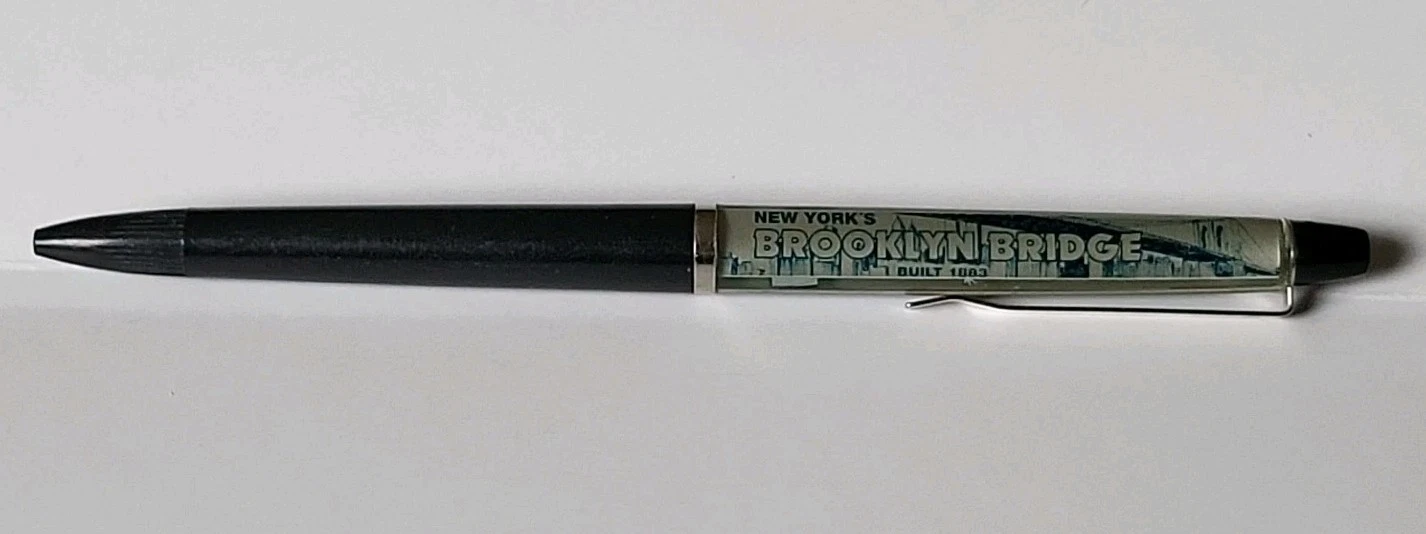 NEW YORK'S
BROOKLYN BRIDGE
BUILT 1883